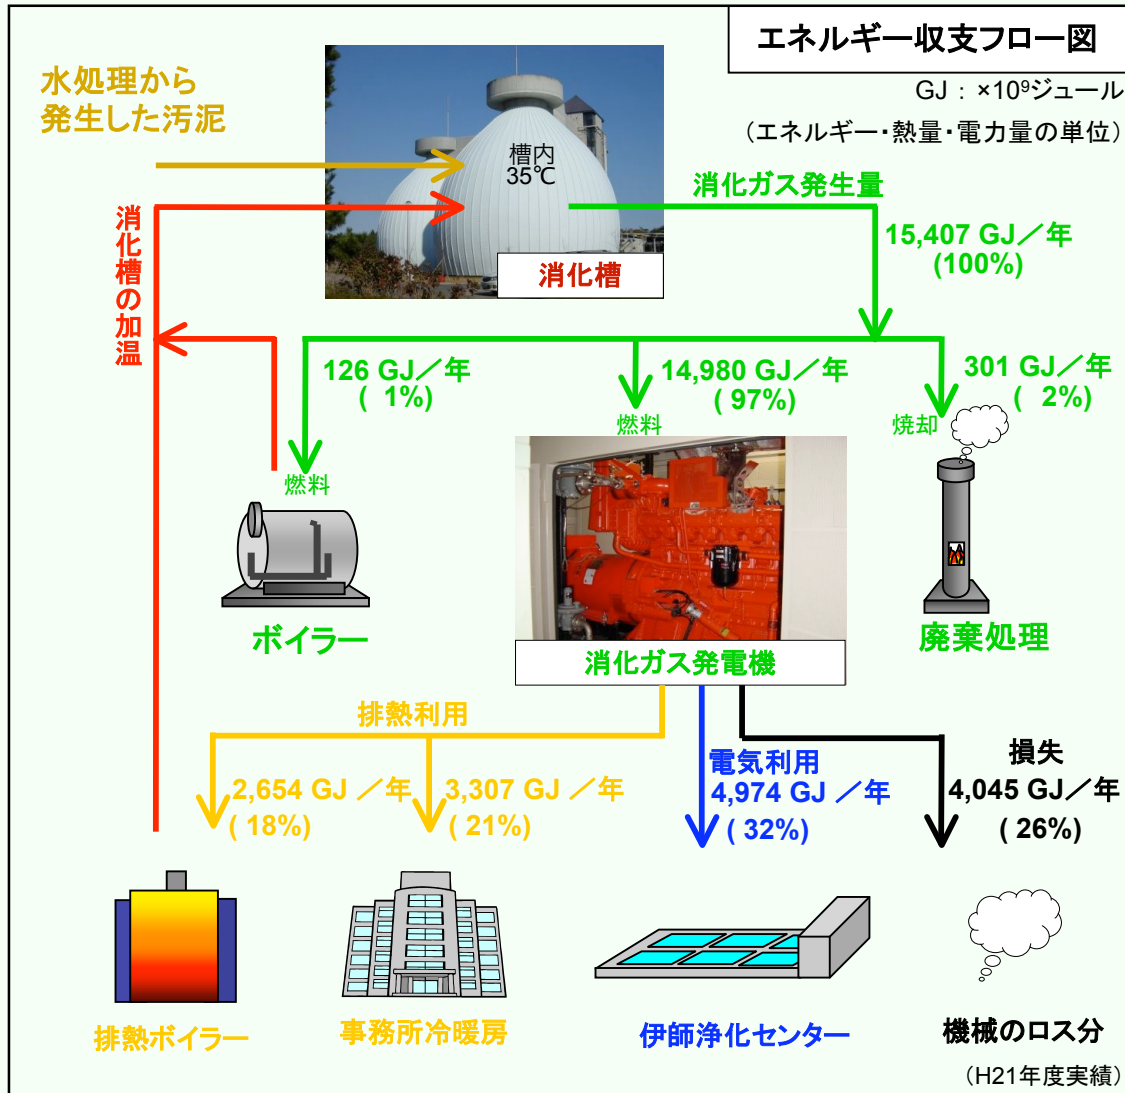 エネルギー収支フロー図
GJ：×10⁹ジュール
（エネルギー・熱量・電力量の単位）
水処理から
発生した汚泥
槽内
35℃
消化槽
消化ガス発生量
15,407 GJ／年
(100%)
消化槽の加温
126 GJ／年
( 1%)
燃料
14,980 GJ／年
( 97%)
燃料
301 GJ／年
( 2%)
焼却
ボイラー
消化ガス発電機
廃棄処理
排熱利用
2,654 GJ ／年
( 18%)
3,307 GJ ／年
( 21%)
電気利用
4,974 GJ ／年
( 32%)
損失
4,045 GJ／年
( 26%)
排熱ボイラー
事務所冷暖房
伊師浄化センター
機械のロス分
（H21年度実績）